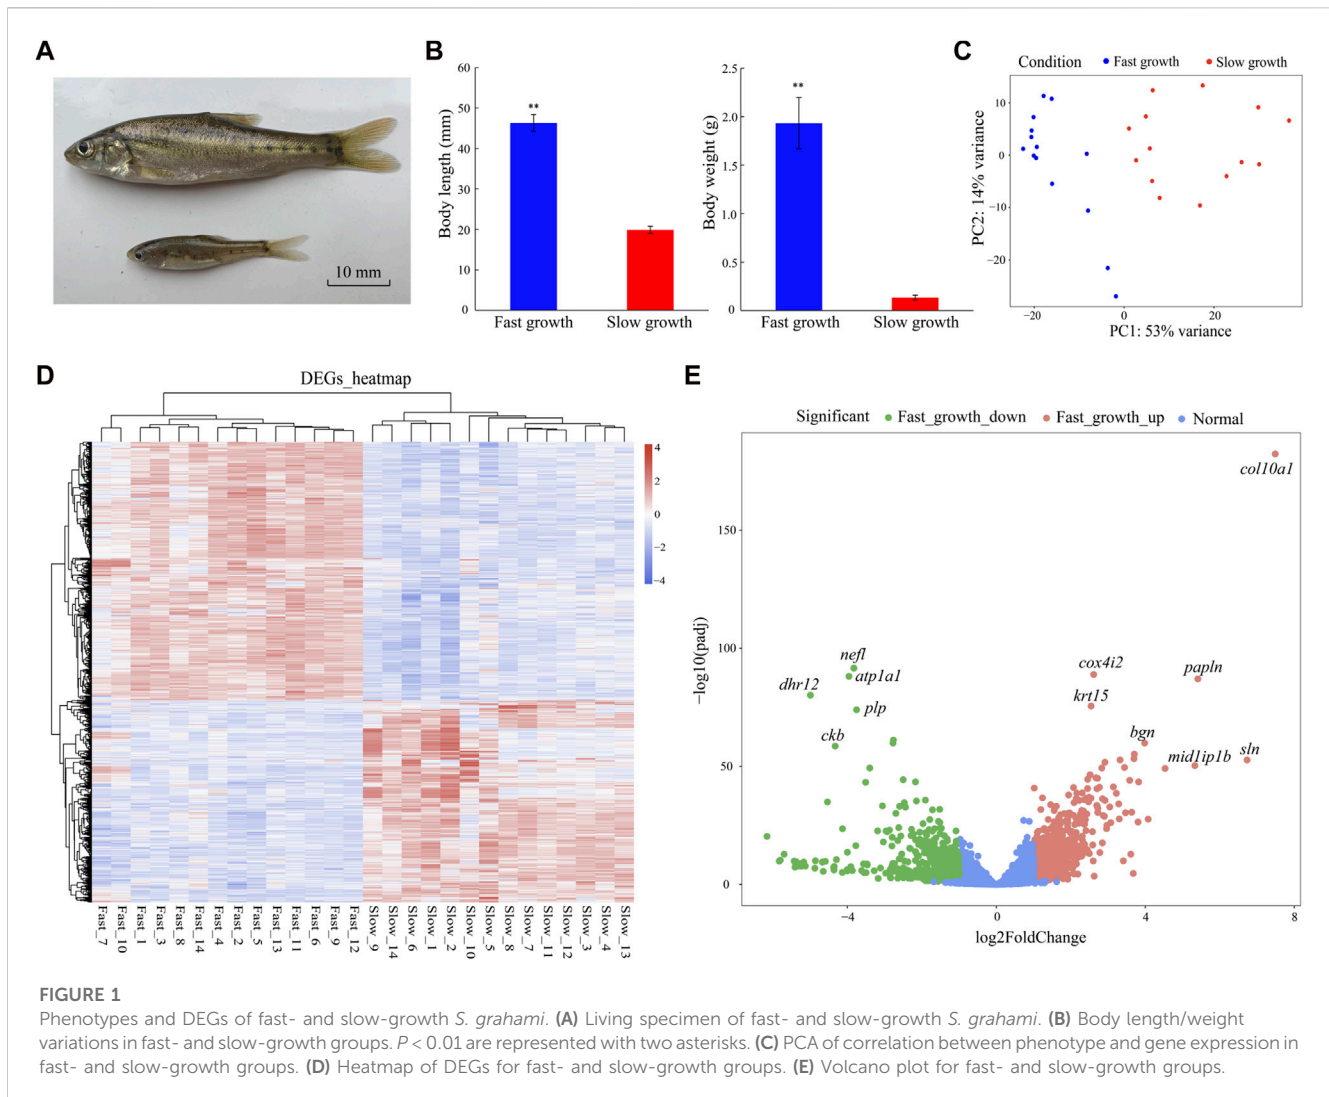 A
10 mm
B
Body length (mm)
60
50
40
30
20
10
0
**
Fast growth
Slow growth
Body weight (g)
2.5
2.0
1.5
1.0
0.5
0
**
Fast growth
Slow growth
C
Condition Fast growth Slow growth
PC2: 14% variance
10
0
−10
−20
−20 0 20
PC1: 53% variance
D
DEGs_heatmap
4
2
0
−2
−4
Fast_7
Fast_10
Fast_1
Fast_3
Fast_8
Fast_14
Fast_4
Fast_2
Fast_5
Fast_13
Fast_11
Fast_6
Fast_9
Fast_12
Slow_9
Slow_14
Slow_6
Slow_1
Slow_2
Slow_10
Slow_5
Slow_8
Slow_7
Slow_11
Slow_12
Slow_3
Slow_4
Slow_13
E
Significant Fast_growth_down Fast_growth_up Normal
−log10(padj)
150
100
50
0
col10a1
nefl
atp1a1
dhr12
plp
ckb
cox4i2
papln
krt15
bgn
mid1ip1b
sln
−4 0 4 8
log2FoldChange
FIGURE 1
Phenotypes and DEGs of fast- and slow-growth S. grahami. (A) Living specimen of fast- and slow-growth S. grahami. (B) Body length/weight
variations in fast- and slow-growth groups. P < 0.01 are represented with two asterisks. (C) PCA of correlation between phenotype and gene expression in
fast- and slow-growth groups. (D) Heatmap of DEGs for fast- and slow-growth groups. (E) Volcano plot for fast- and slow-growth groups.